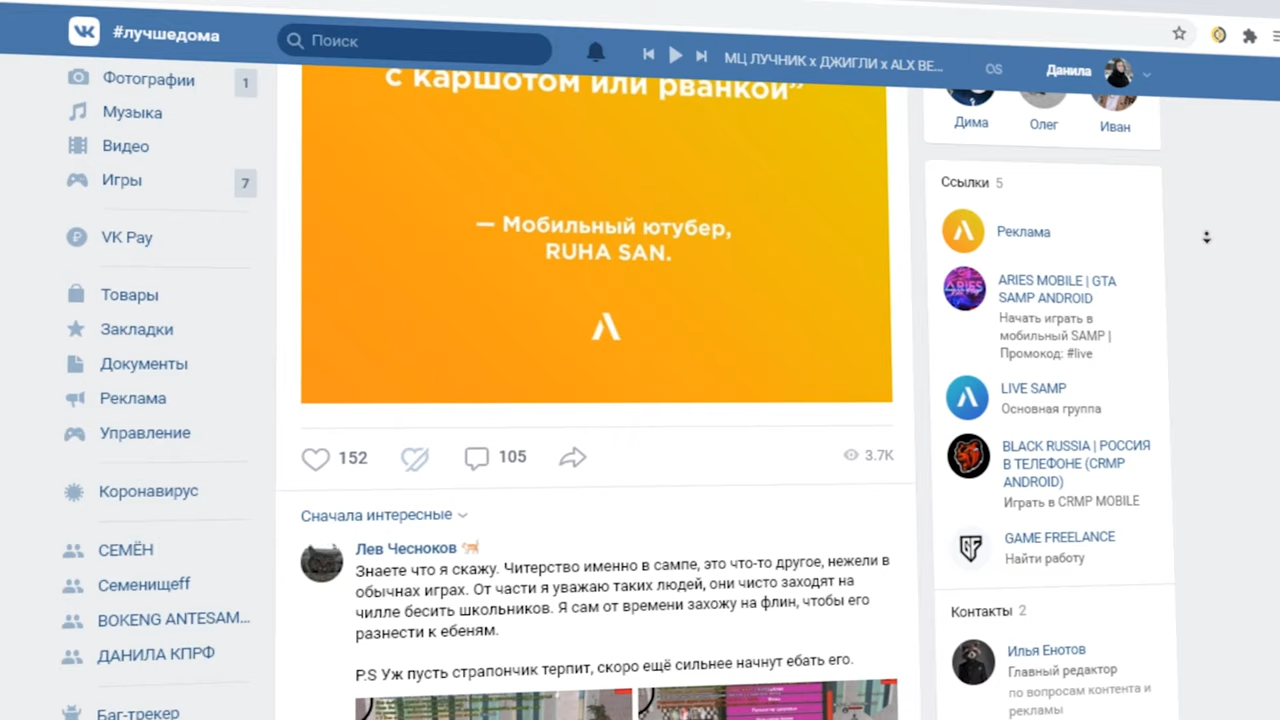 #лучшедома
Поиск
МЦ ЛУЧНИК x ДЖИГЛИ x ALX BE...
OS
Данила
Фотографии
1
Музыка
Видео
Игры
7
VK Pay
Товары
Закладки
Документы
Реклама
Управление
Коронавирус
СЕМЁН
Семенищеff
BOKENG ANTESAM...
ДАНИЛА КПРФ
Баг-трекер
с каршотом или рванкой”
— Мобильный ютубер,
RUHA SAN.
152
105
3.7K
Сначала интересные
Лев Чесноков
Знаете что я скажу. Читерство именно в сампе, это что-то другое, нежели в
обычнах играх. От части я уважаю таких людей, они чисто заходят на
чилле бесить школьников. Я сам от времени захожу на флин, чтобы его
разнести к ебеням.
P.S Уж пусть страпончик терпит, скоро ещё сильнее начнут ебать его.
Дима
Олег
Иван
Ссылки 5
Реклама
ARIES MOBILE | GTA
SAMP ANDROID
Начать играть в
мобильный SAMP |
Промокод: #live
LIVE SAMP
Основная группа
BLACK RUSSIA | РОССИЯ
В ТЕЛЕФОНЕ (CRMP
ANDROID)
Играть в CRMP MOBILE
GAME FREELANCE
Найти работу
Контакты 2
Илья Енотов
Главный редактор
по вопросам контента и
рекламы